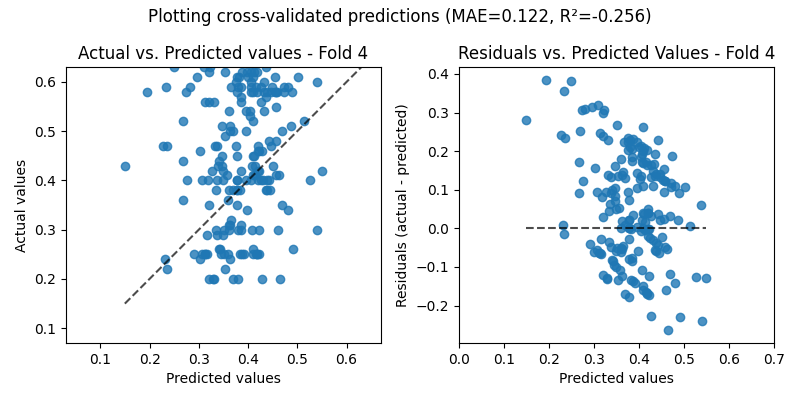 Plotting cross-validated predictions (MAE=0.122, R²=-0.256)
Actual vs. Predicted values - Fold 4
Residuals vs. Predicted Values - Fold 4
Actual values
0.6
0.5
0.4
0.3
0.2
0.1
0.1 0.2 0.3 0.4 0.5 0.6
Predicted values
Residuals (actual - predicted)
0.4
0.3
0.2
0.1
0.0
−0.1
−0.2
0.0 0.1 0.2 0.3 0.4 0.5 0.6 0.7
Predicted values